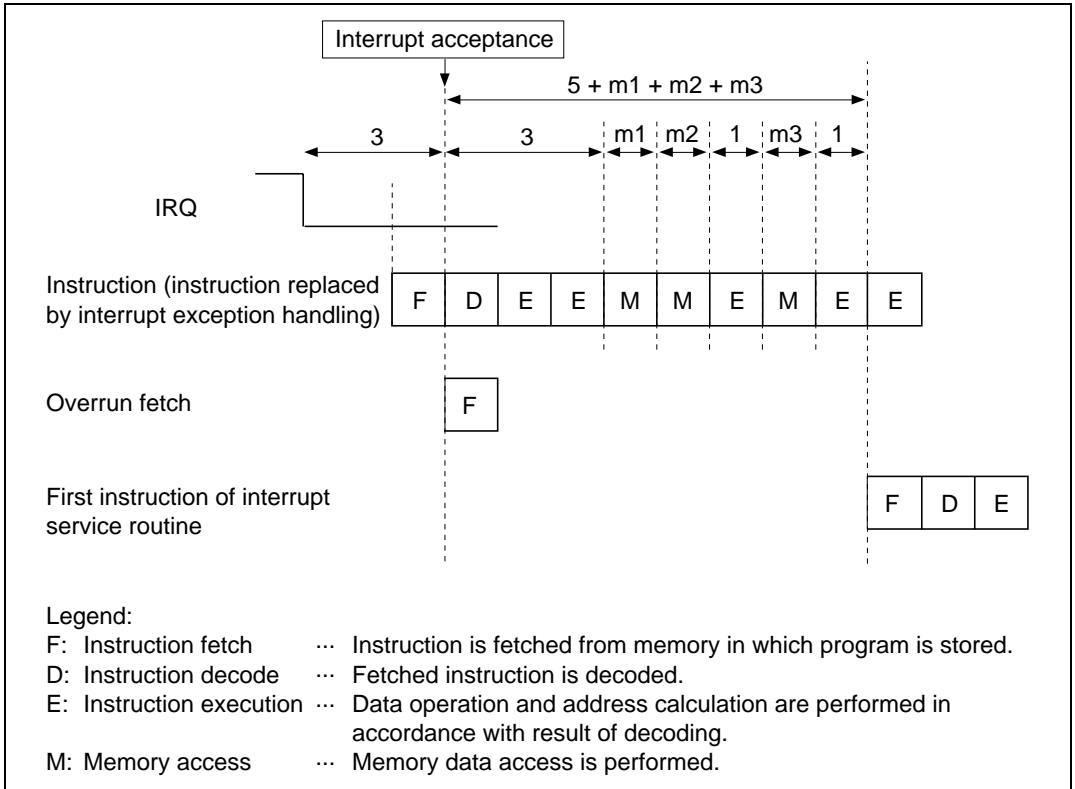 Interrupt acceptance
5 + m1 + m2 + m3
3 3 m1 m2 1 m3 1
IRQ
Instruction (instruction replaced
by interrupt exception handling)
F D E E M M E M E E
Overrun fetch
F
First instruction of interrupt
service routine
F D E
Legend:
F: Instruction fetch ··· Instruction is fetched from memory in which program is stored.
D: Instruction decode ··· Fetched instruction is decoded.
E: Instruction execution ··· Data operation and address calculation are performed in
accordance with result of decoding.
M: Memory access ··· Memory data access is performed.